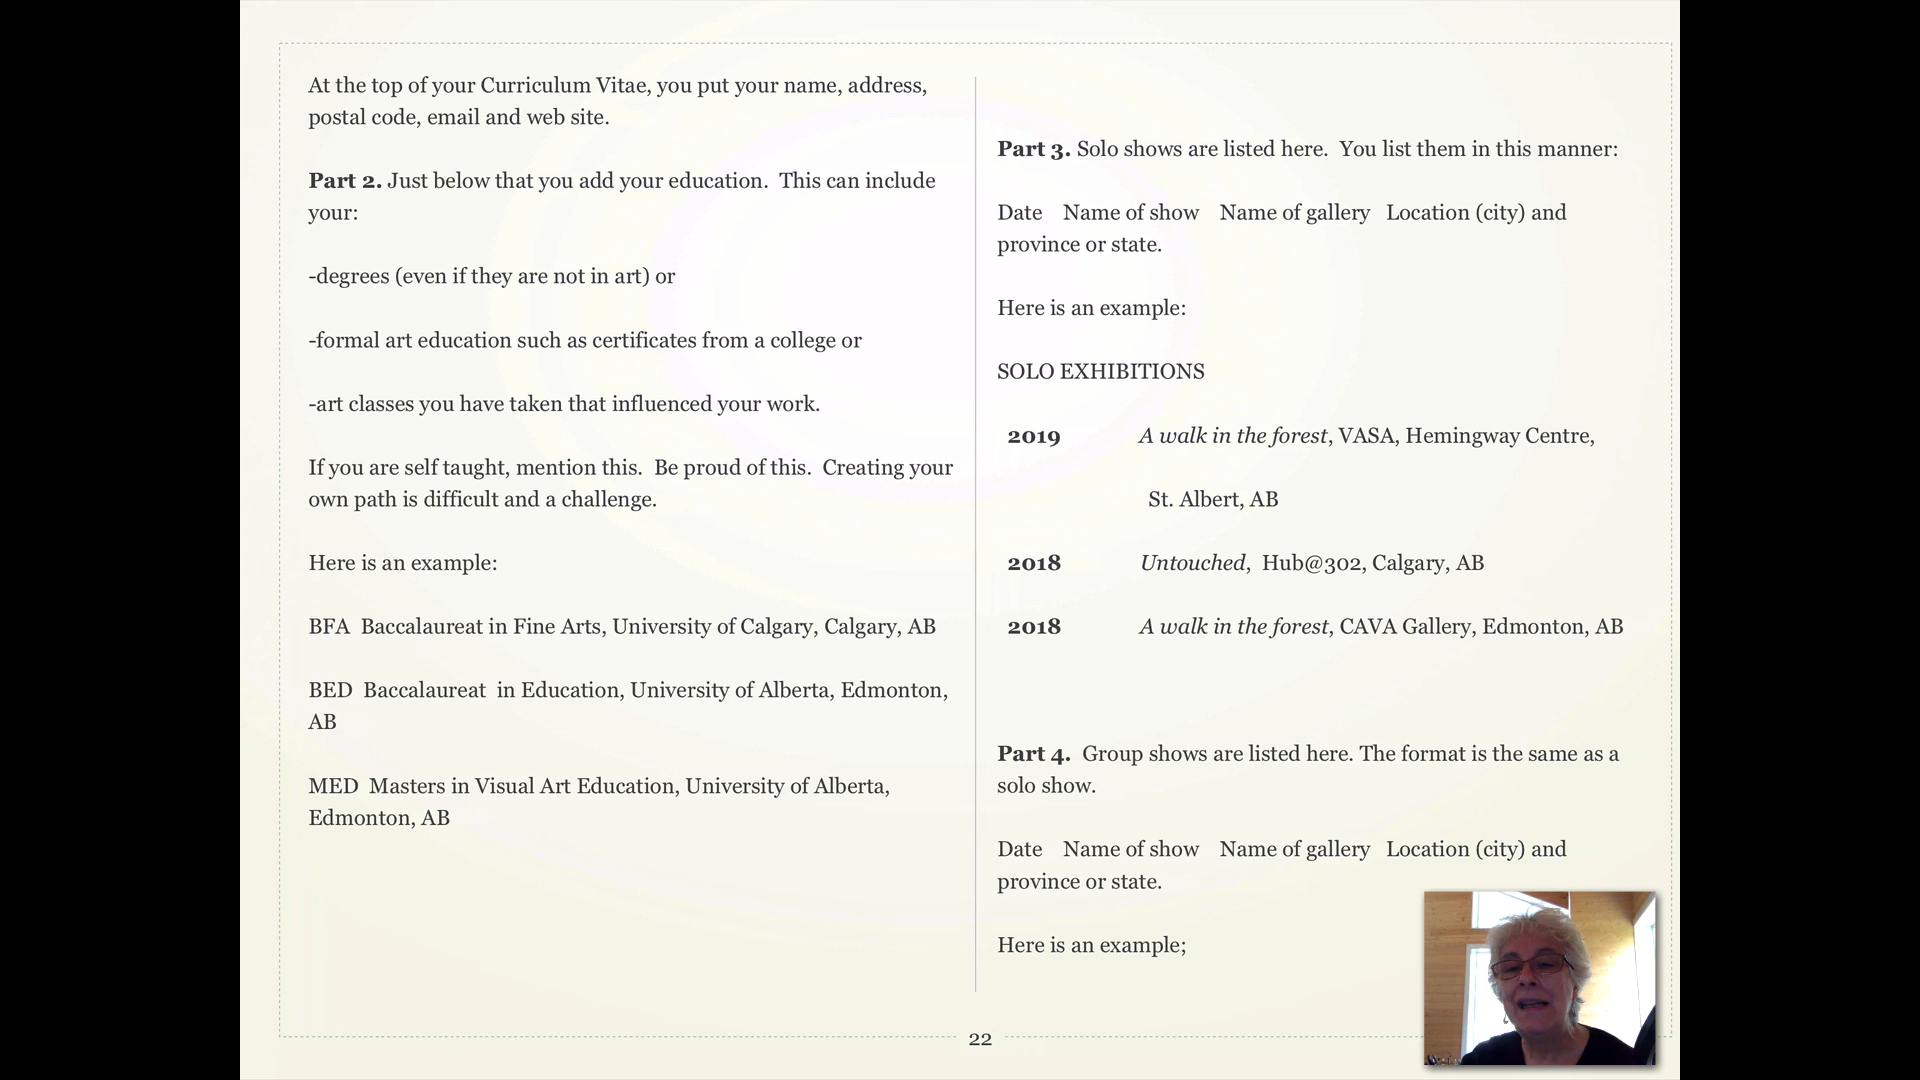 At the top of your Curriculum Vitae, you put your name, address,
postal code, email and web site.
Part 2. Just below that you add your education.  This can include
your:
-degrees (even if they are not in art) or
-formal art education such as certificates from a college or
-art classes you have taken that influenced your work.
If you are self taught, mention this.  Be proud of this.  Creating your
own path is difficult and a challenge.
Here is an example:
BFA  Baccalaureat in Fine Arts, University of Calgary, Calgary, AB
BED  Baccalaureat  in Education, University of Alberta, Edmonton,
AB
MED  Masters in Visual Art Education, University of Alberta,
Edmonton, AB
Part 3. Solo shows are listed here.  You list them in this manner:
Date    Name of show    Name of gallery   Location (city) and
province or state.
Here is an example:
SOLO EXHIBITIONS
2019    A walk in the forest, VASA, Hemingway Centre,
St. Albert, AB
2018    Untouched,  Hub@302, Calgary, AB
2018    A walk in the forest, CAVA Gallery, Edmonton, AB
Part 4.  Group shows are listed here. The format is the same as a
solo show.
Date    Name of show    Name of gallery   Location (city) and
province or state.
Here is an example;
22